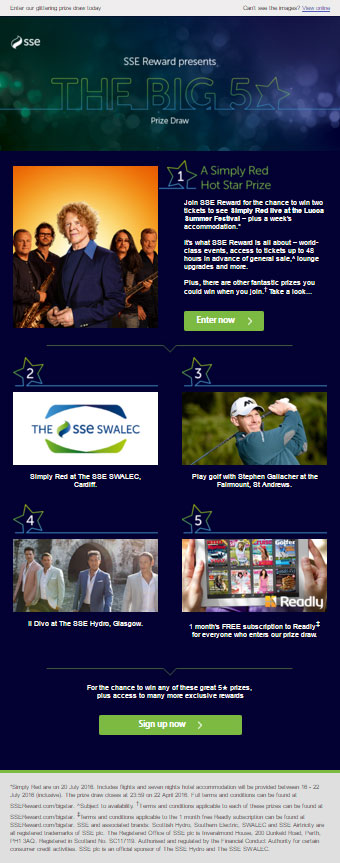 Enter our glittering prize draw today
Can't see the images? View online
sse
SSE Reward presents
THE BIG 5
Prize Draw
1
A Simply Red
Hot Star Prize
Join SSE Reward for the chance to win two
tickets to see Simply Red live at the Lucca
Summer Festival – plus a week's
accommodation.*
It's what SSE Reward is all about – world-
class events, access to tickets up to 48
hours in advance of general sale,^ lounge
upgrades and more.
Plus, there are other fantastic prizes you
could win when you join.† Take a look...
Enter now
2
3
THE sse SWALEC
Simply Red at The SSE SWALEC,
Cardiff.
Play golf with Stephen Gallacher at the
Fairmount, St Andrews.
4
5
Golfer
Readly
Il Divo at The SSE Hydro, Glasgow.
1 month's FREE subscription to Readly‡
for everyone who enters our prize draw.
For the chance to win any of these great 5★ prizes,
plus access to many more exclusive rewards
Sign up now
*Simply Red are on 20 July 2016. Includes flights and seven nights hotel accommodation will be provided between 16 - 22
July 2016 (inclusive). The prize draw closes at 23:59 on 22 April 2016. Full terms and conditions can be found at
SSEReward.com/bigstar. ^Subject to availability. †Terms and conditions applicable to each of these prizes can be found at
SSEReward.com/bigstar. ‡Terms and conditions applicable to the 1 month free Readly subscription can be found at
SSEReward.com/bigstar. SSE and associated brands: Scottish Hydro, Southern Electric, SWALEC and SSE Airtricity are
all registered trademarks of SSE plc. The Registered Office of SSE plc is Inveralmond House, 200 Dunkeld Road, Perth,
PH1 3AQ. Registered in Scotland No. SC117119. Authorised and regulated by the Financial Conduct Authority for certain
consumer credit activities. SSE plc is an official sponsor of The SSE Hydro and The SSE SWALEC.